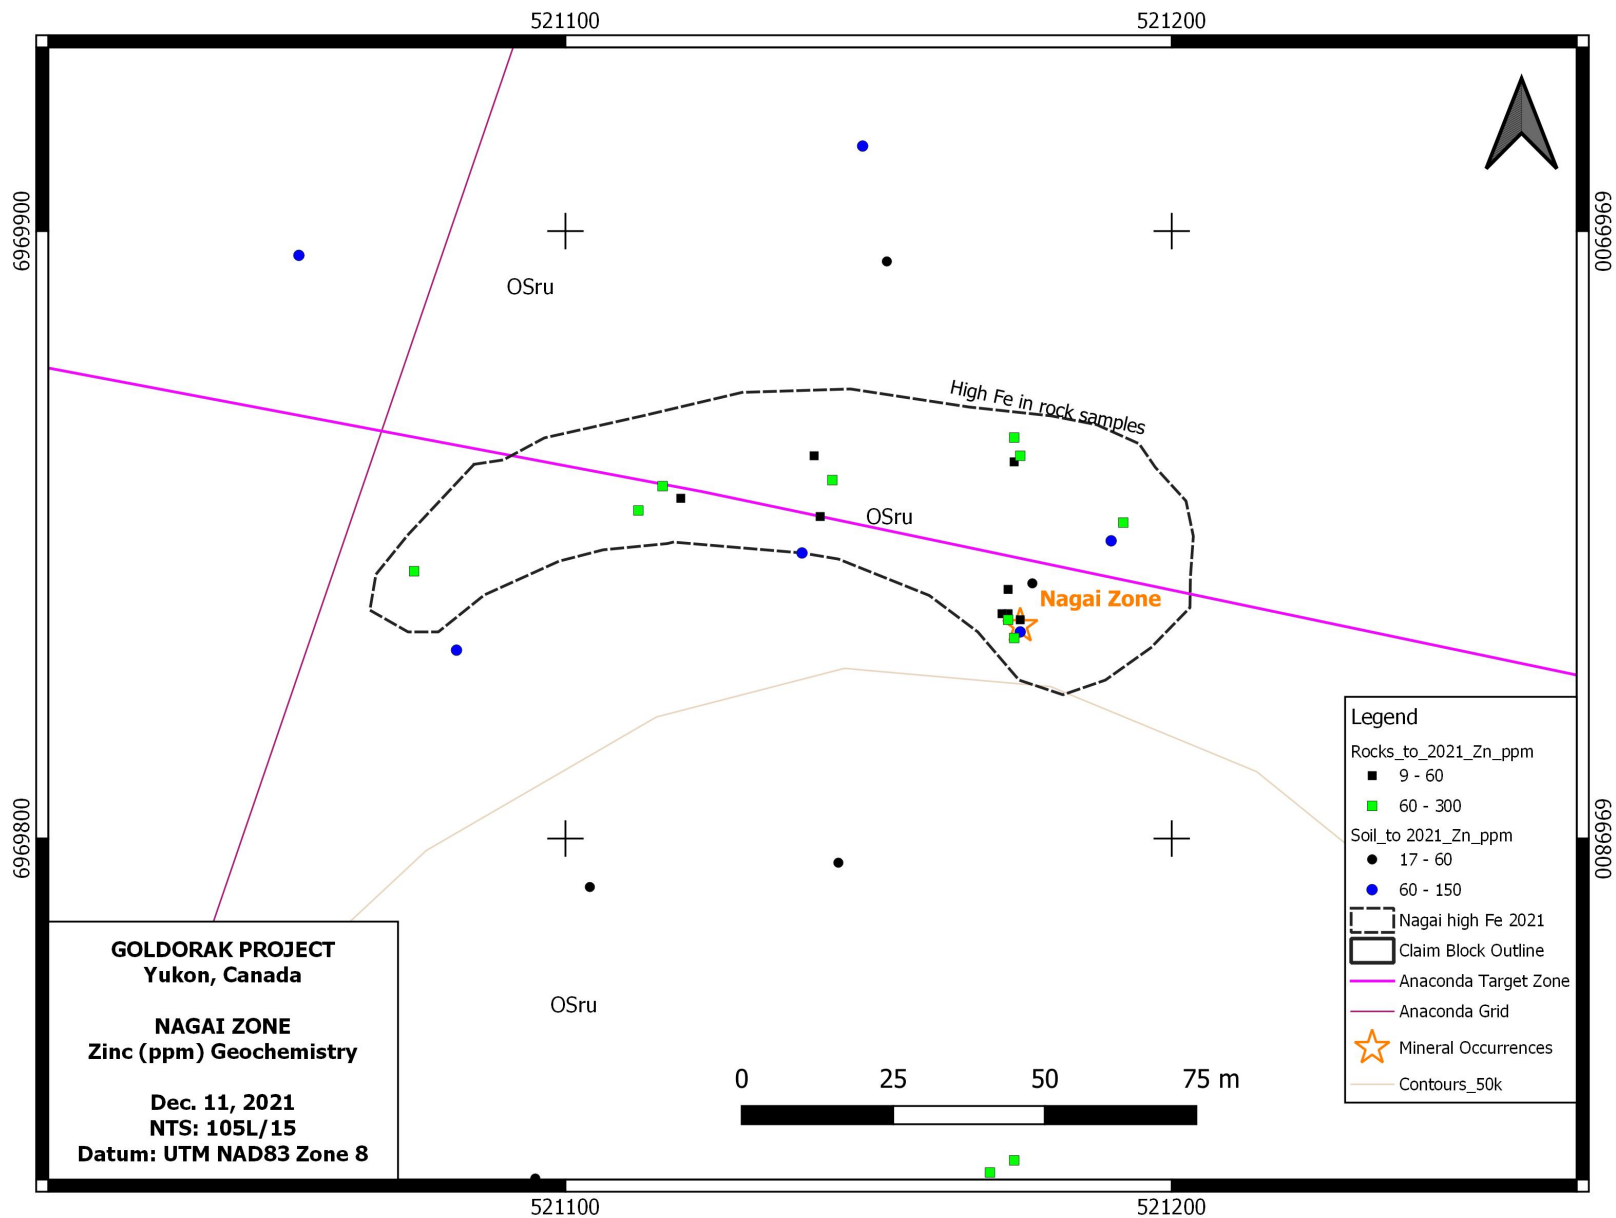 521100
521200
6969900
6969900
OSru
High Fe in rock samples
OSru
Nagai Zone
6969800
6969800
Legend
Rocks_to_2021_Zn_ppm
9 - 60
60 - 300
Soil_to 2021_Zn_ppm
17 - 60
60 - 150
Nagai high Fe 2021
Claim Block Outline
Anaconda Target Zone
Anaconda Grid
Mineral Occurrences
Contours_50k
GOLDORAK PROJECT
Yukon, Canada
NAGAI ZONE
Zinc (ppm) Geochemistry
Dec. 11, 2021
NTS: 105L/15
Datum: UTM NAD83 Zone 8
OSru
0 25 50 75 m
521100
521200